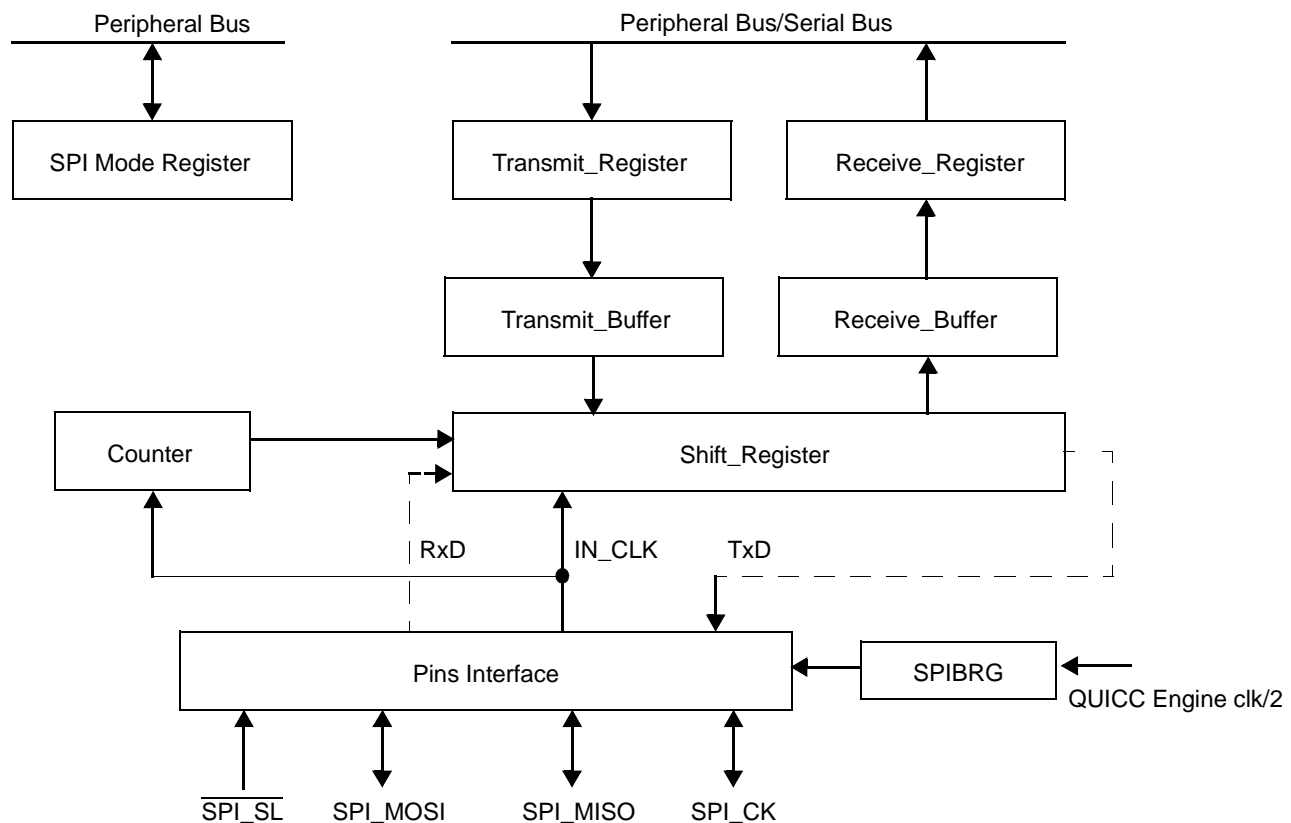 Peripheral Bus
Peripheral Bus/Serial Bus
SPI Mode Register
Transmit_Register
Receive_Register
Transmit_Buffer
Receive_Buffer
Counter
Shift_Register
RxD
IN_CLK
TxD
Pins Interface
SPIBRG
QUICC Engine clk/2
SPI_SL
SPI_MOSI
SPI_MISO
SPI_CK